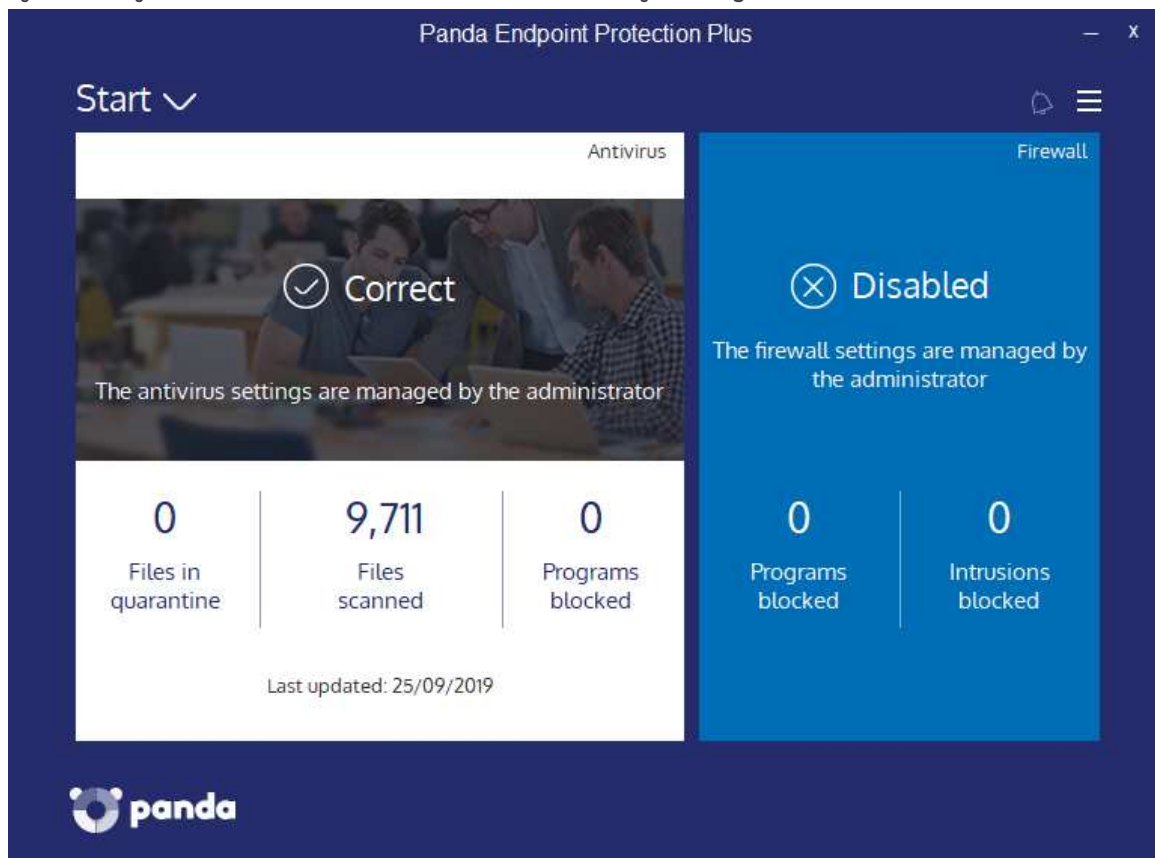 Panda Endpoint Protection Plus
Start
Antivirus
Correct
The antivirus settings are managed by the administrator
0
Files in
quarantine
9,711
Files
scanned
0
Programs
blocked
Last updated: 25/09/2019
Firewall
Disabled
The firewall settings are managed by
the administrator
0
Programs
blocked
0
Intrusions
blocked
panda